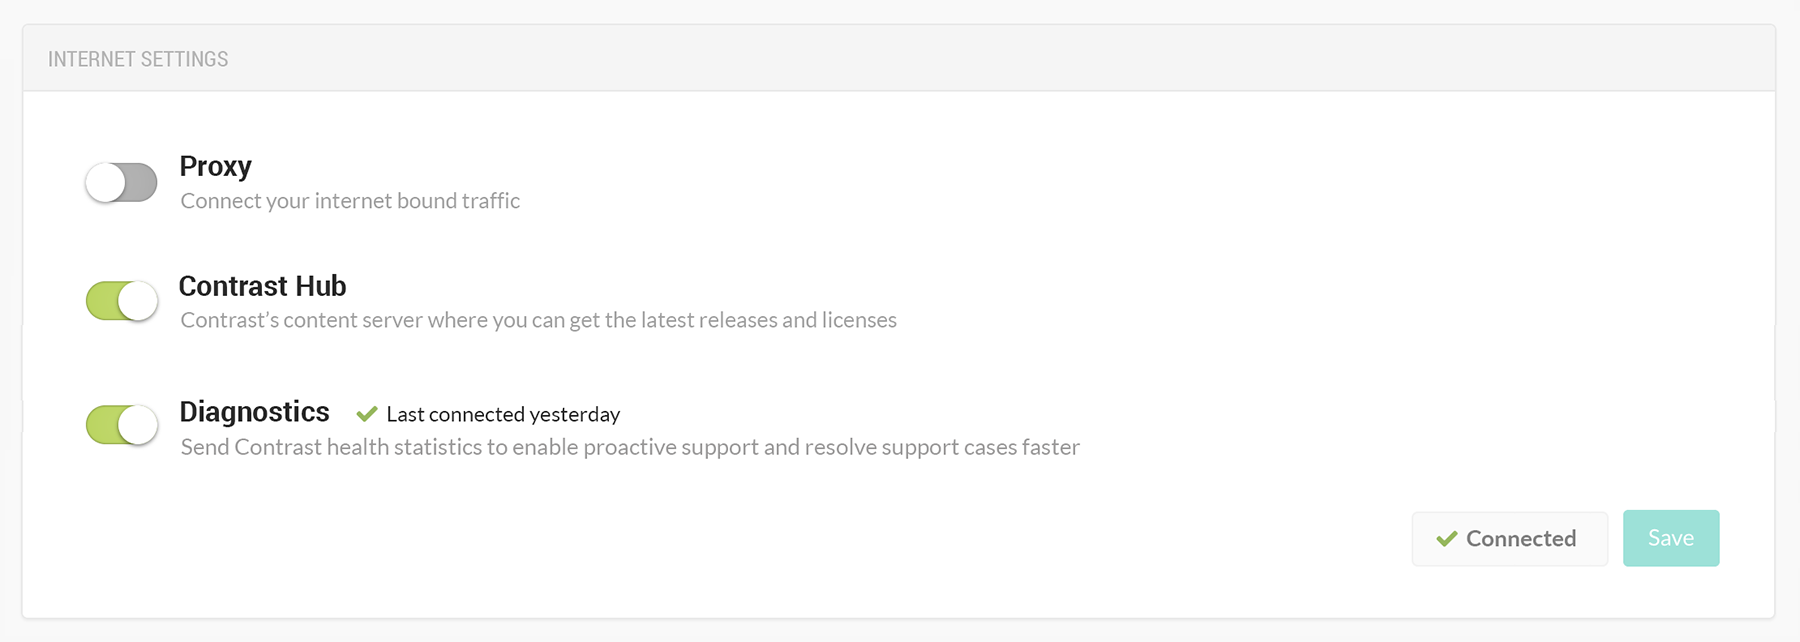 INTERNET SETTINGS
Proxy
Connect your internet bound traffic
Contrast Hub
Contrast’s content server where you can get the latest releases and licenses
Diagnostics Last connected yesterday
Send Contrast health statistics to enable proactive support and resolve support cases faster
Connected Save